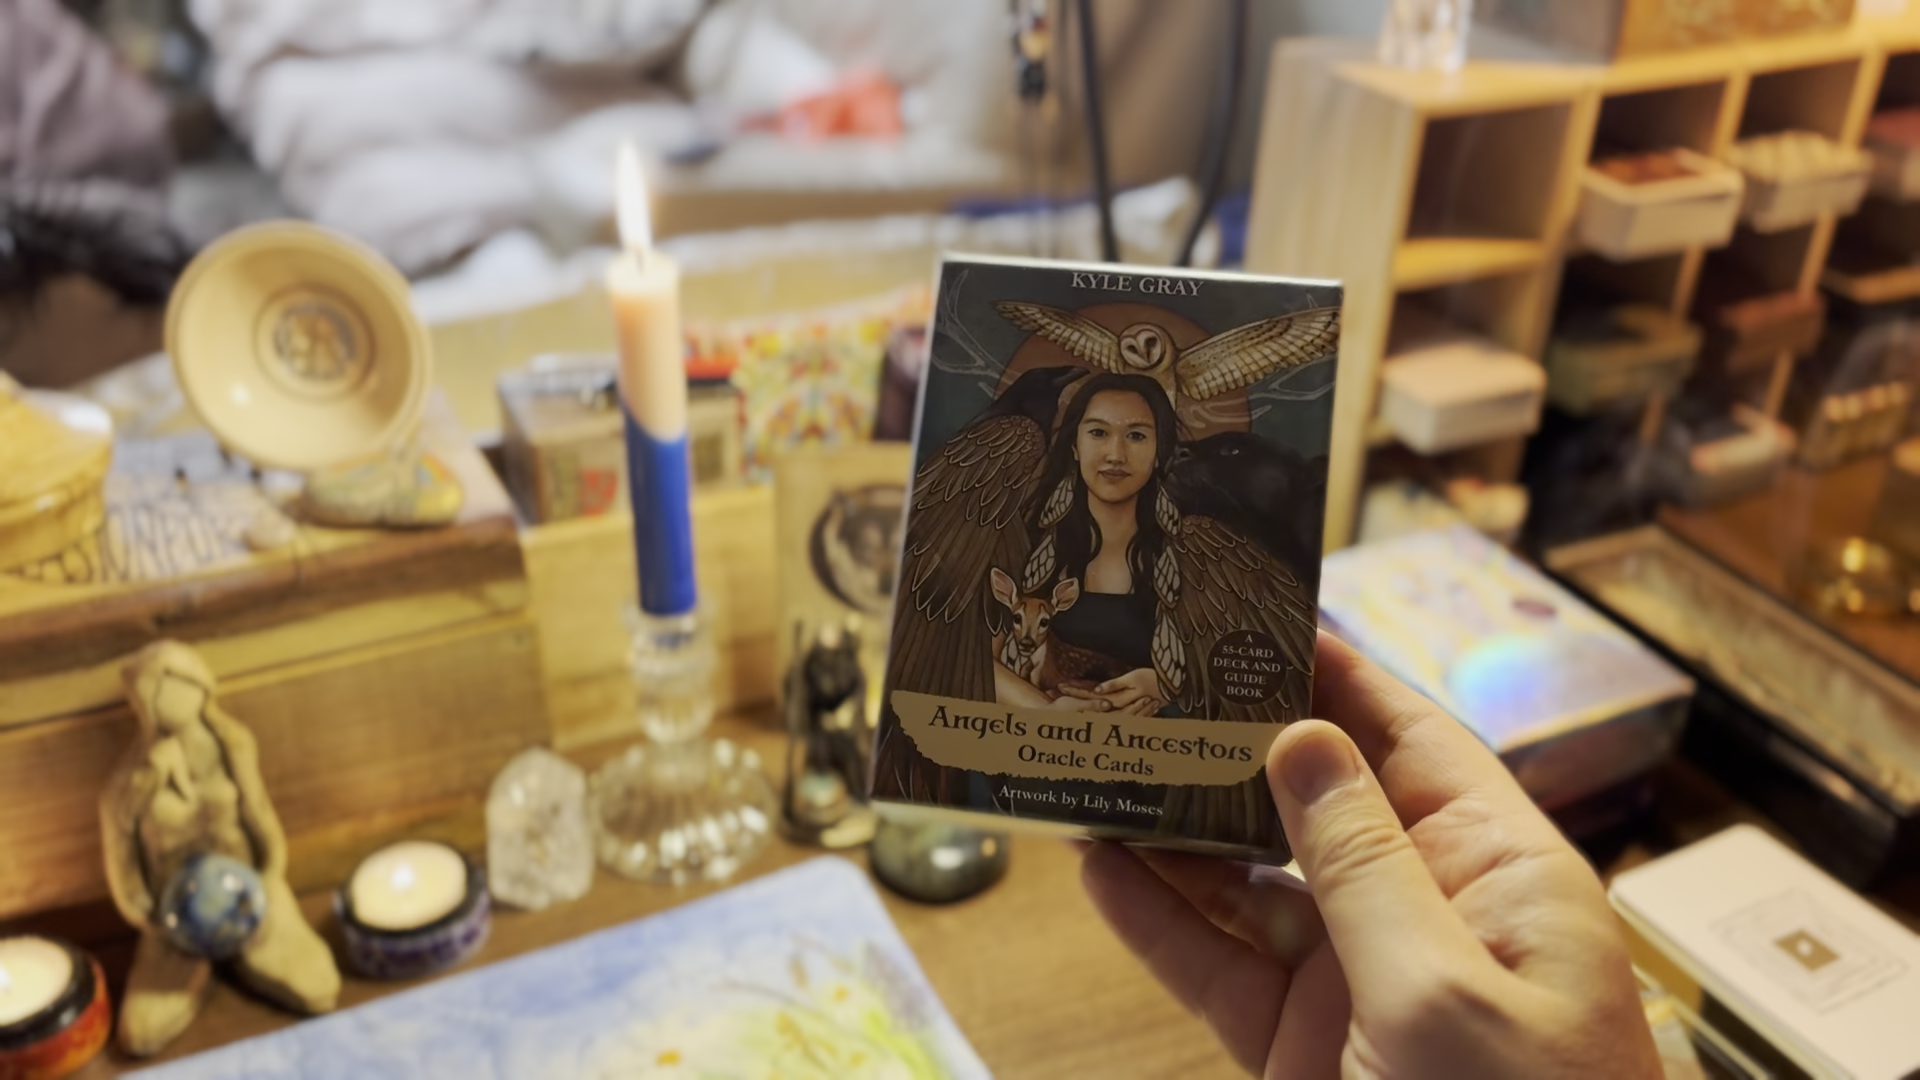 KYLE GRAY
A
55-CARD
DECK AND
GUIDE
BOOK
Angels and Ancestors
Oracle Cards
Artwork by Lily Moses